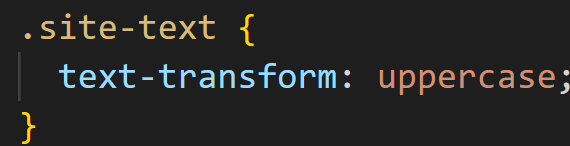 .site-text {
  text-transform: uppercase;
}